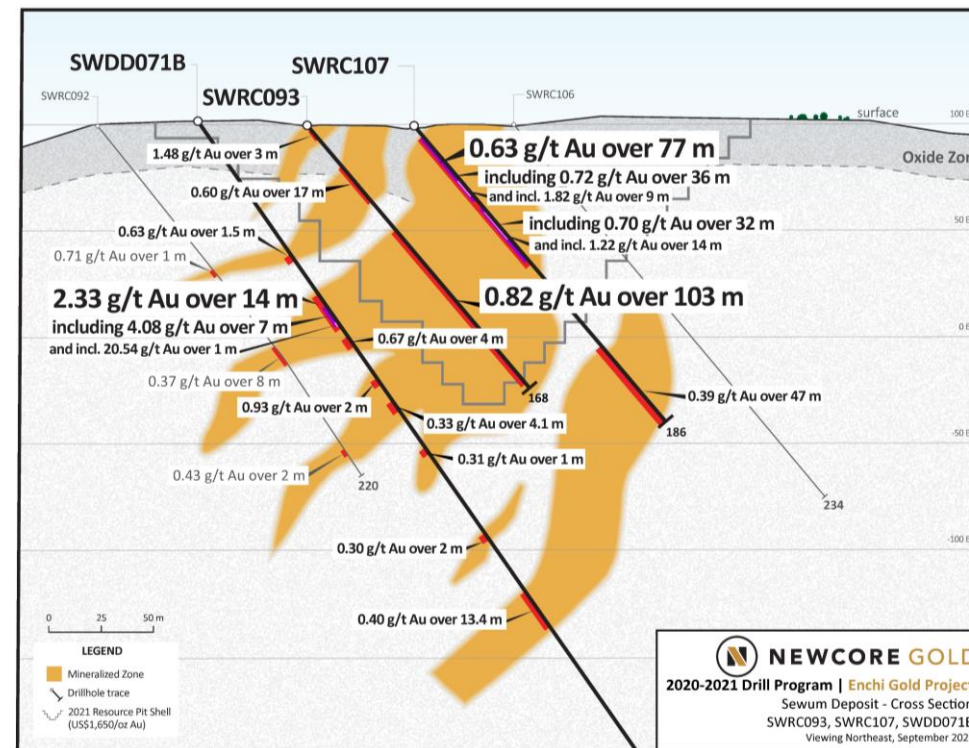 SWDD071B
SWRC107
SWRC092
SWRC093
SWRC106
surface
100 E
1.48 g/t Au over 3 m
0.63 g/t Au over 77 m
Oxide Zon
including 0.72 g/t Au over 36 m
0.60 g/t Au over 17 m
and incl. 1.82 g/t Au over 9 m
50 E
0.63 g/t Au over 1.5 m
including 0.70 g/t Au over 32 m
and incl. 1.22 g/t Au over 14 m
0.71 g/t Au over 1 m
2.33 g/t Au over 14 m
0.82 g/t Au over 103 m
including 4.08 g/t Au over 7 m
0 E
and incl. 20.54 g/t Au over 1 m
0.67 g/t Au over 4 m
0.37 g/t Au over 8 m
0.39 g/t Au over 47 m
168
0.93 g/t Au over 2 m
0.33 g/t Au over 4.1 m
186
-50 E
0.31 g/t Au over 1 m
0.43 g/t Au over 2 m
220
234
-100 E
0.30 g/t Au over 2 m
0.40 g/t Au over 13.4 m
0 25 50 m
LEGEND
Mineralized Zone
Drillhole trace
2021 Resource Pit Shell
(US$1,650/oz Au)
N NEWCORE GOLD
2020-2021 Drill Program | Enchi Gold Project
Sewum Deposit - Cross Section
SWRC093, SWRC107, SWDD071B
Viewing Northeast, September 202